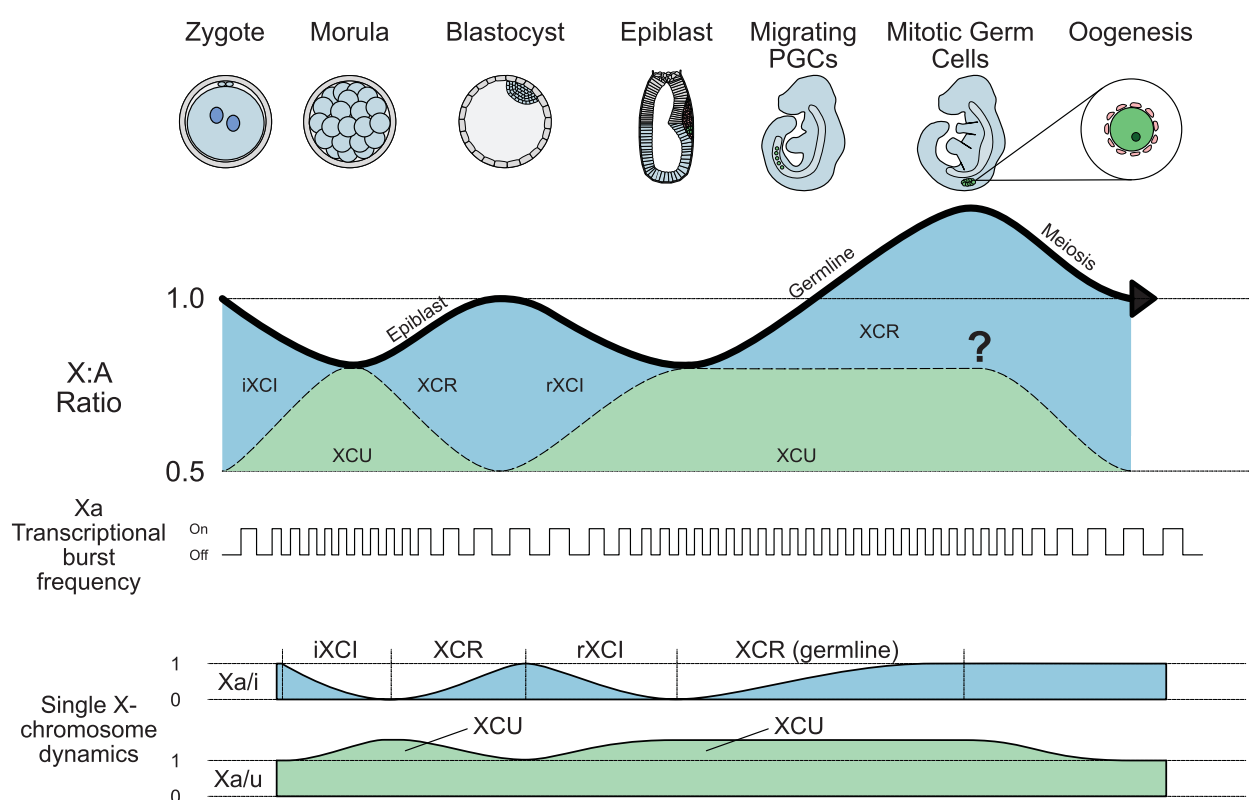 Zygote
Morula
Blastocyst
Epiblast
Migrating
PGCs
Mitotic Germ
Cells
Oogenesis
Epiblast
Germline
Meiosis
1.0
X:A
Ratio
0.5
iXCI
XCR
rXCI
XCR
?
XCU
XCU
Xa
Transcriptional
burst
frequency
On
Off
iXCI
XCR
rXCI
XCR (germline)
1
Xa/i
0
Single X-
chromosome
dynamics
XCU
XCU
1
Xa/u
0